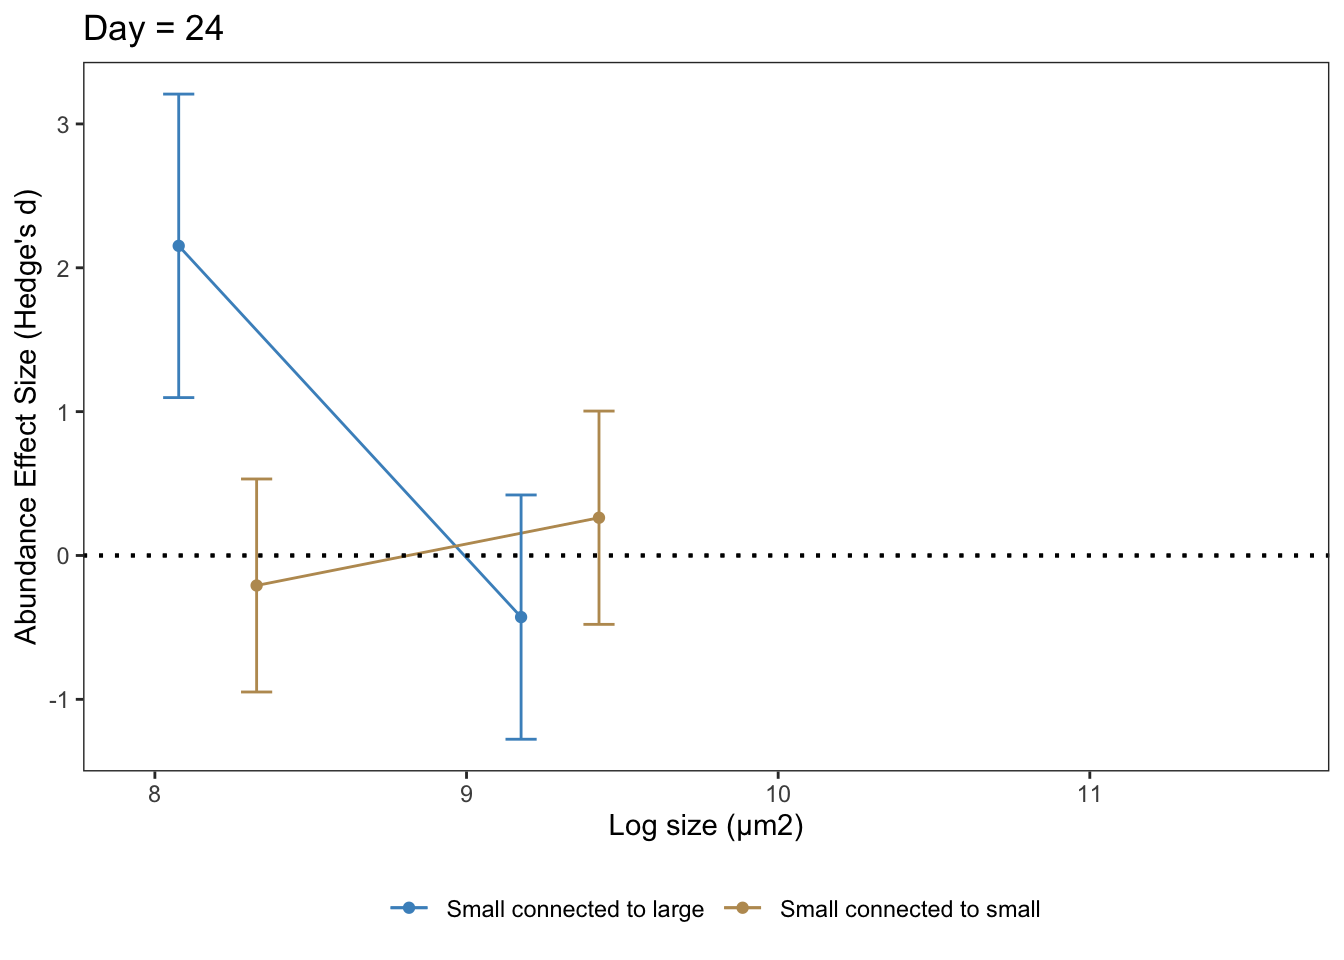 Day = 24
Abundance Effect Size (Hedge's d)
3
2
1
0
-1
8 9 10 11
Log size (µm2)
Small connected to large Small connected to small